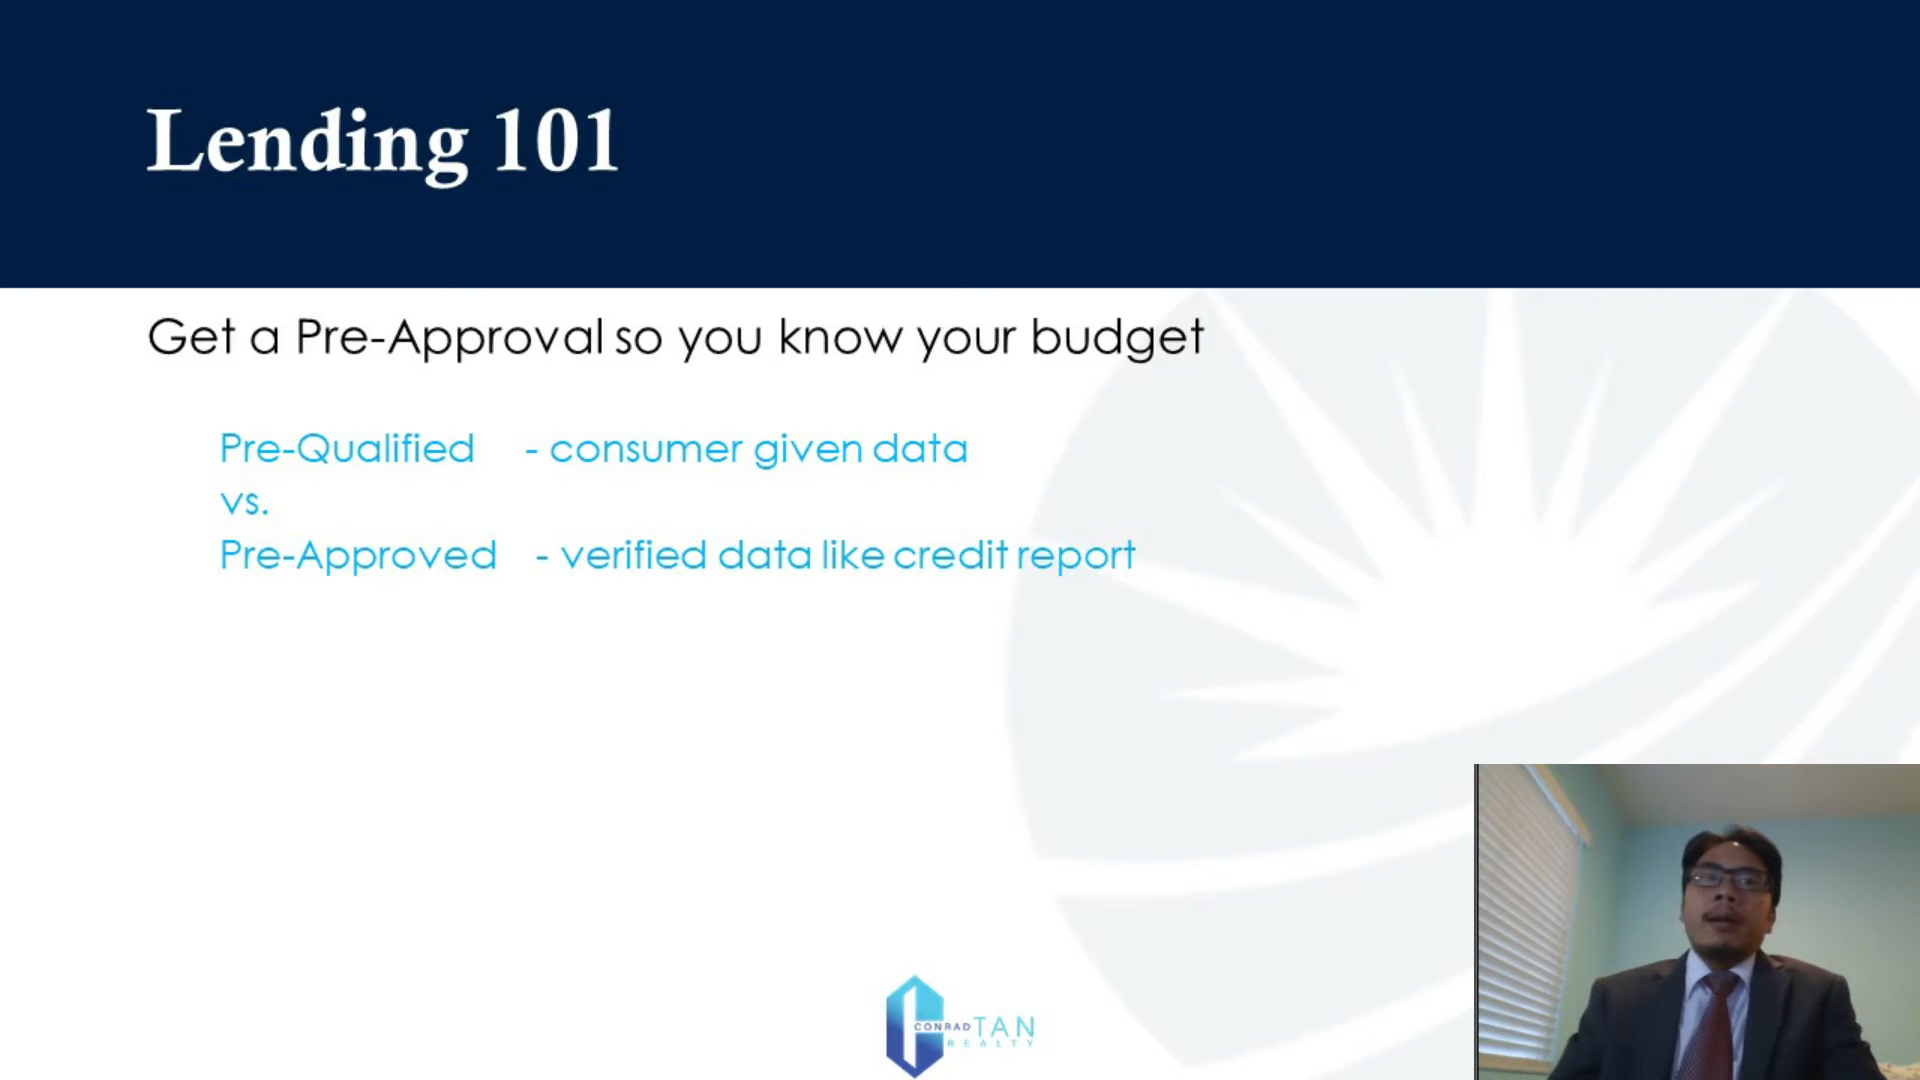 Lending 101
Get a Pre-Approval so you know your budget
Pre-Qualified - consumer given data
vs.
Pre-Approved - verified data like credit report
CONRAD TAN
REALTY